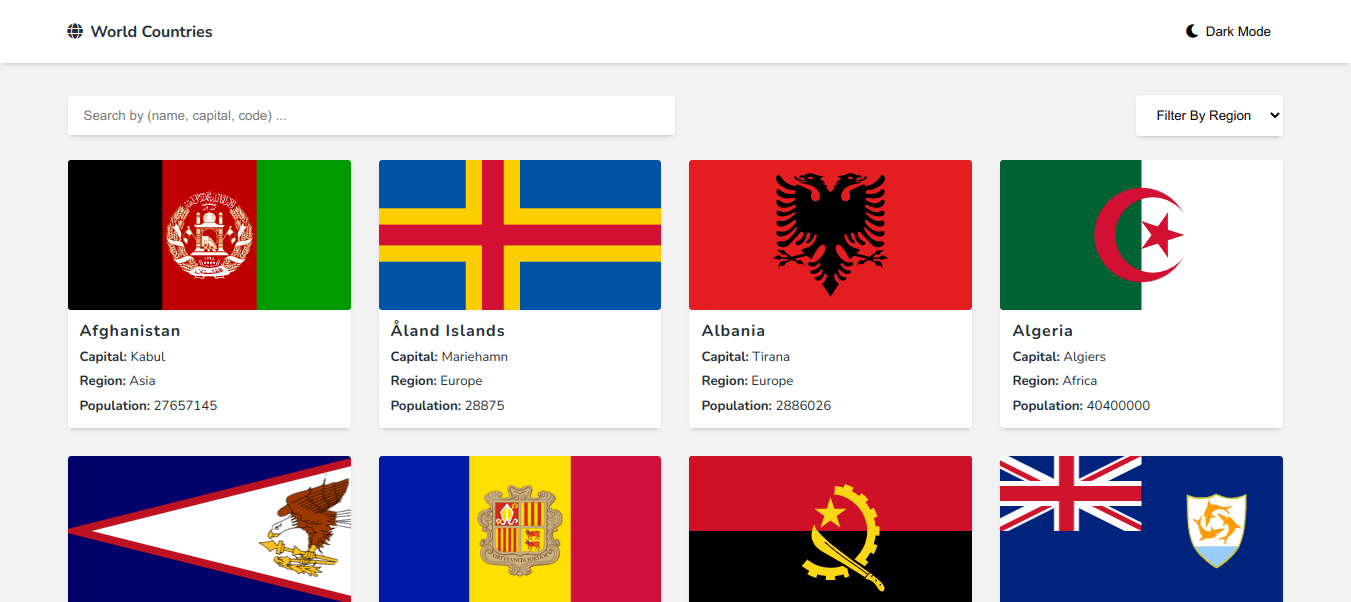 World Countries
Dark Mode
Search by (name, capital, code) ...
Filter By Region
Afghanistan
Capital: Kabul
Region: Asia
Population: 27657145
Åland Islands
Capital: Mariehamn
Region: Europe
Population: 28875
Albania
Capital: Tirana
Region: Europe
Population: 2886026
Algeria
Capital: Algiers
Region: Africa
Population: 40400000